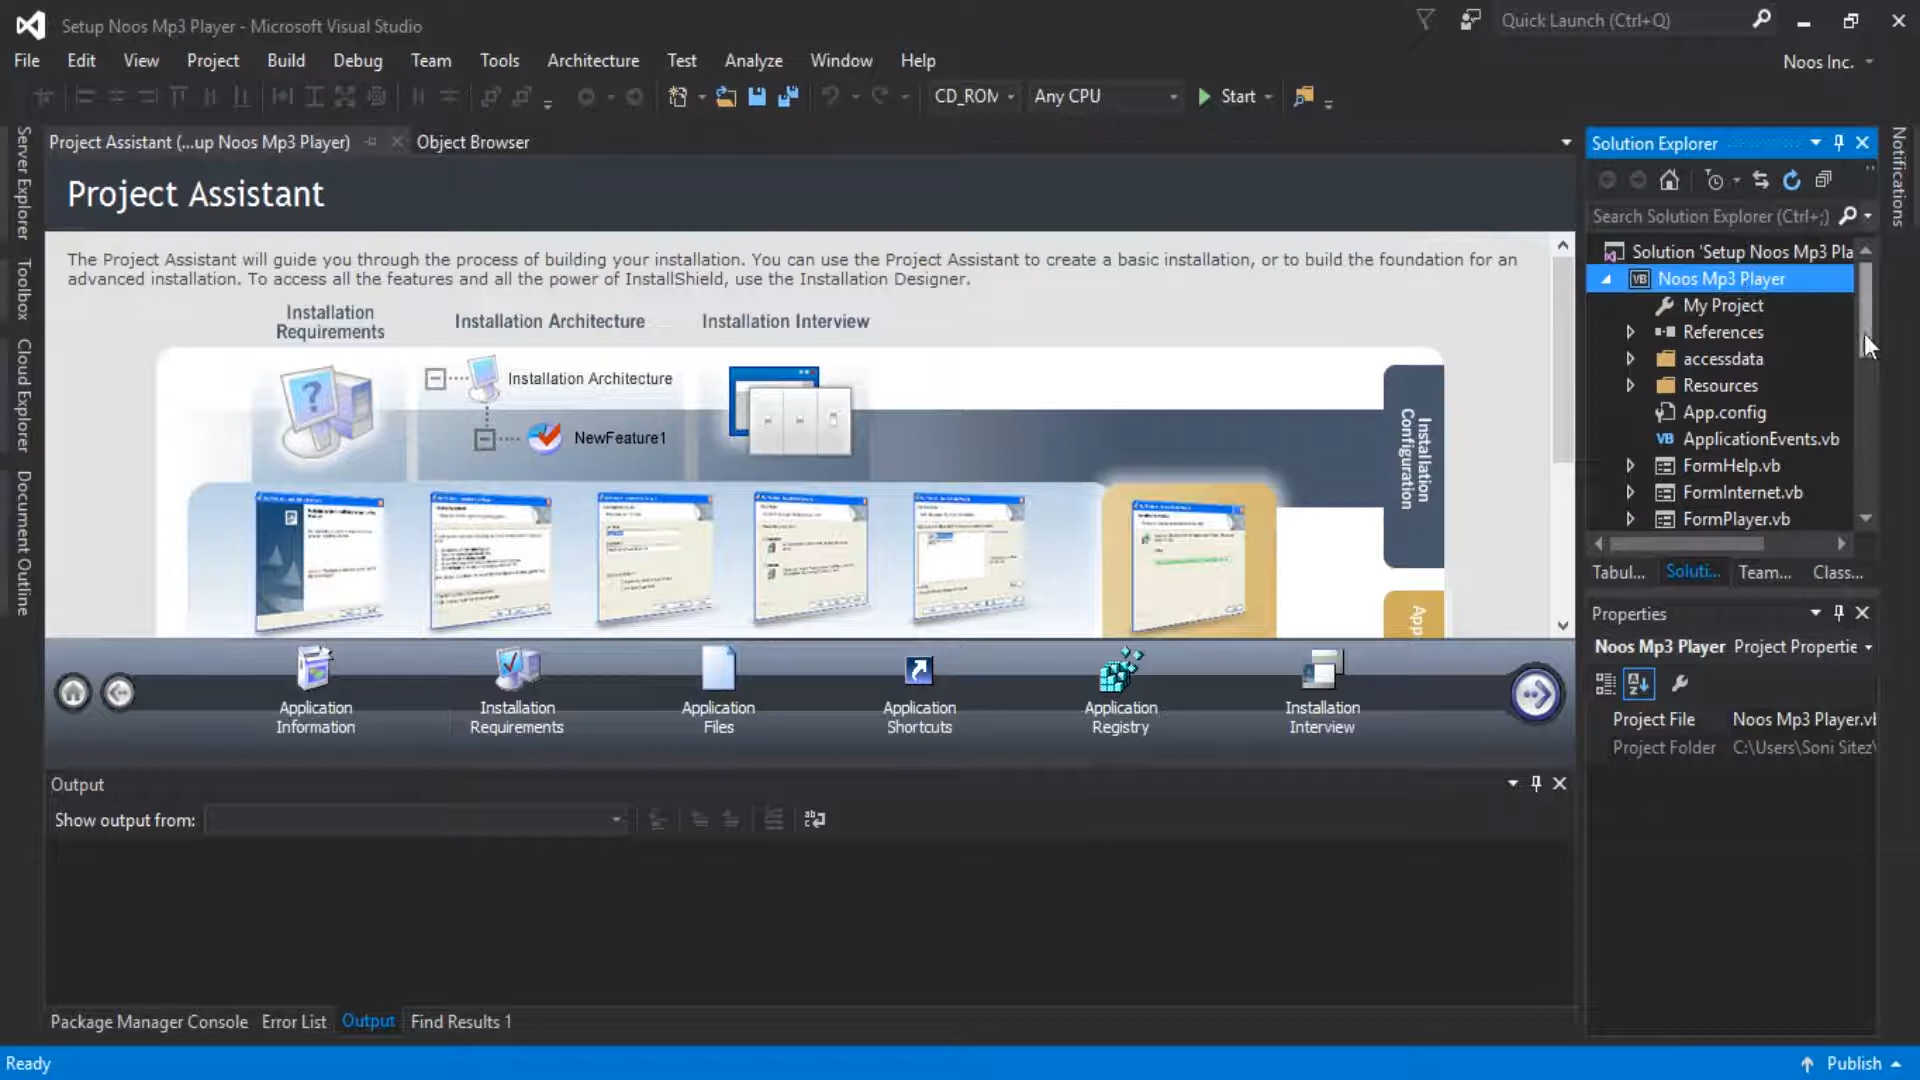 Setup Noos Mp3 Player - Microsoft Visual Studio
Quick Launch (Ctrl+Q)
File Edit View Project Build Debug Team Tools Architecture Test Analyze Window Help
Noos Inc.
CD_ROM Any CPU Start
Project Assistant (...up Noos Mp3 Player) Object Browser
Project Assistant
The Project Assistant will guide you through the process of building your installation. You can use the Project Assistant to create a basic installation, or to build the foundation for an
advanced installation. To access all the features and all the power of InstallShield, use the Installation Designer.
Installation
Requirements
Installation Architecture
Installation Interview
Installation Architecture
NewFeature1
Installation
Configuration
App
Application
Information
Installation
Requirements
Application
Files
Application
Shortcuts
Application
Registry
Installation
Interview
Output
Show output from:
Package Manager Console Error List Output Find Results 1
Ready
Publish
Server Explorer
Toolbox
Cloud Explorer
Document Outline
Notifications
Solution Explorer
Search Solution Explorer (Ctrl+;)
Solution 'Setup Noos Mp3 Pla
VB Noos Mp3 Player
My Project
References
accessdata
Resources
App.config
VB ApplicationEvents.vb
FormHelp.vb
FormInternet.vb
FormPlayer.vb
Tabul... Soluti... Team... Class...
Properties
Noos Mp3 Player Project Propertie
Project File Noos Mp3 Player.vl
Project Folder C:\Users\Soni Sitez\